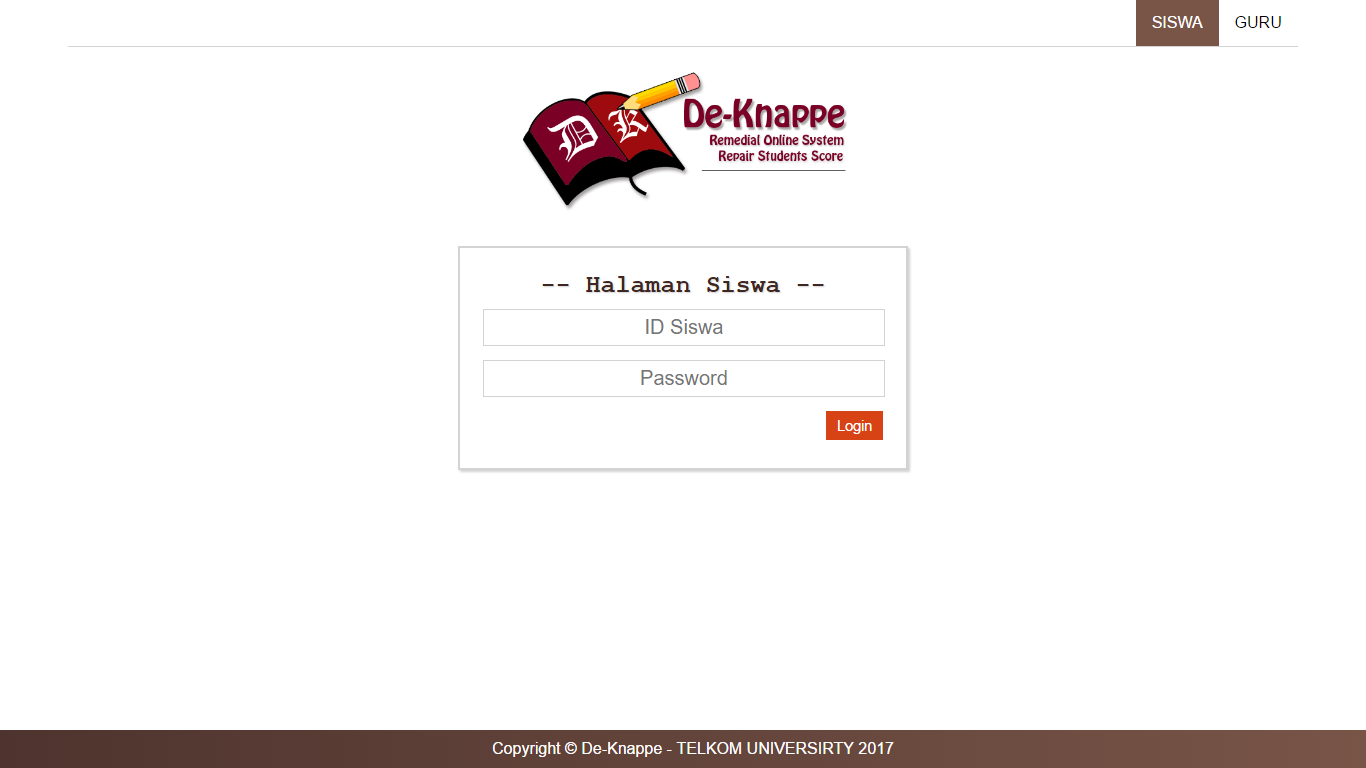 SISWA GURU
D K
De-Knappe
Remedial Online System
Repair Students Score
-- Halaman Siswa --
ID Siswa
Password
Login
Copyright © De-Knappe - TELKOM UNIVERSIRTY 2017